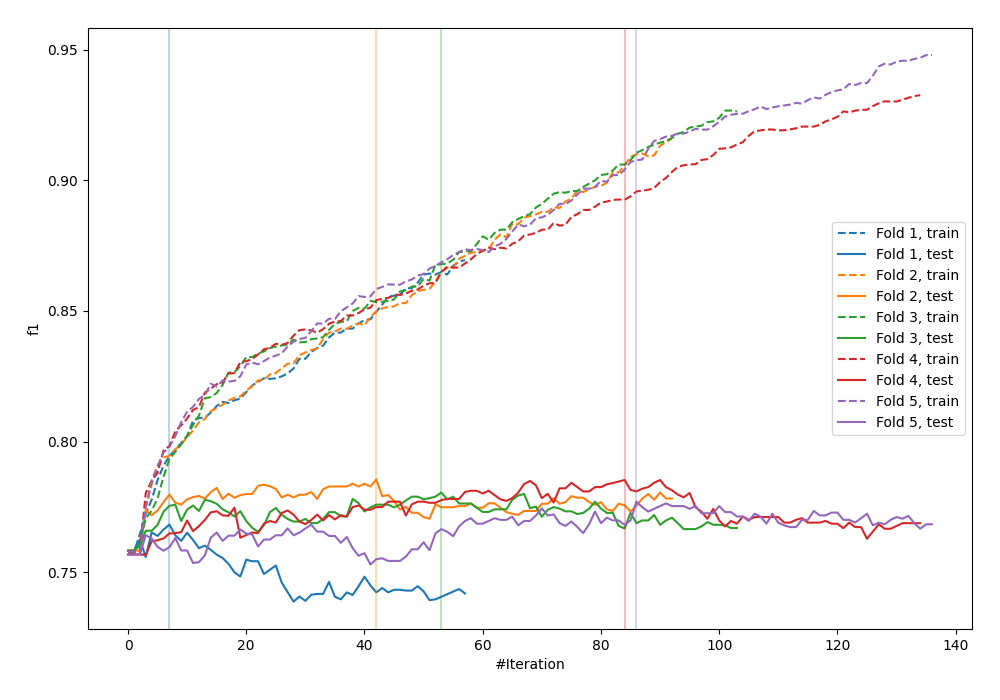 0.95
0.90
0.85
0.80
0.75
f1
0 20 40 60 80 100 120 140
#Iteration
Fold 1, train
Fold 1, test
Fold 2, train
Fold 2, test
Fold 3, train
Fold 3, test
Fold 4, train
Fold 4, test
Fold 5, train
Fold 5, test